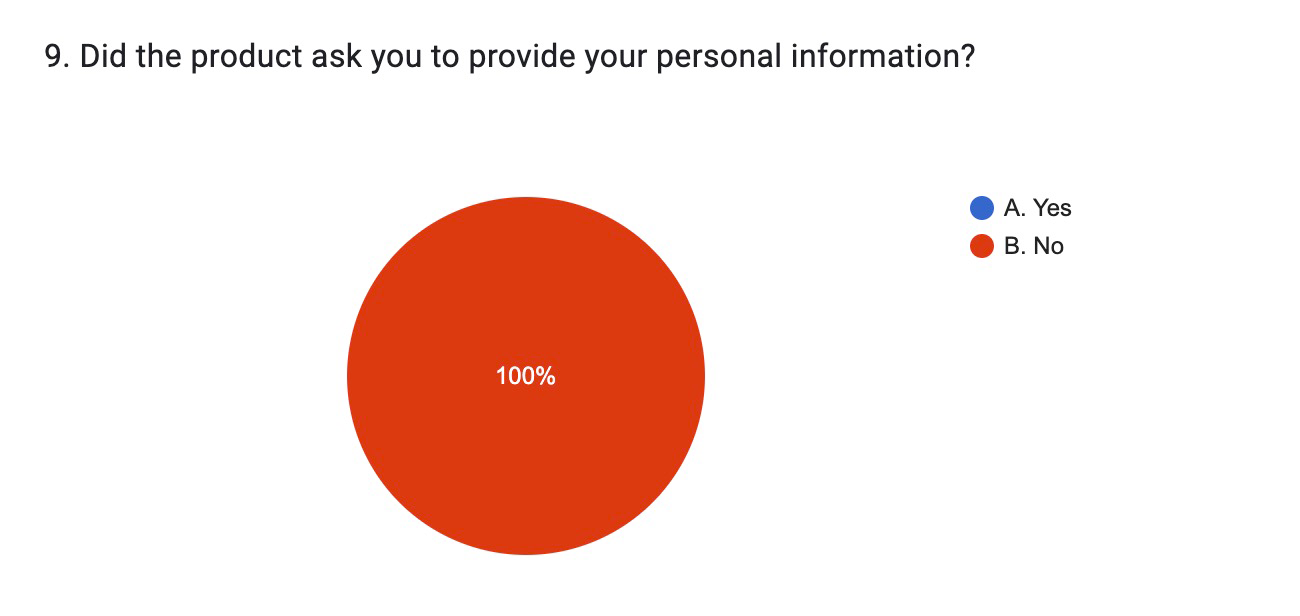 9. Did the product ask you to provide your personal information?
A. Yes
B. No
100%